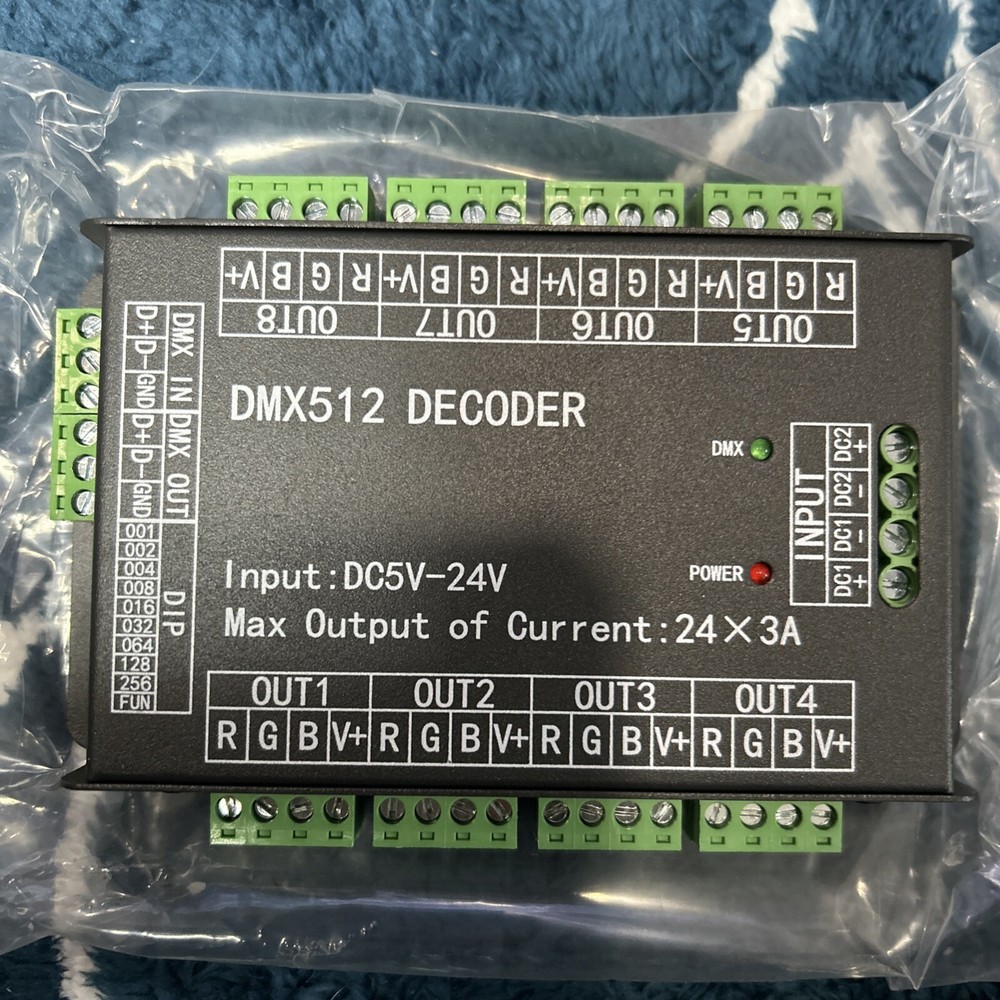 V+ B G R V+ B G R V+ B G R V+ B G R
OUT8 OUT7 OUT6 OUT5
DMX IN DMX OUT
D+ D- GND D+ D- GND
DMX512 DECODER
DMX
POWER
INPUT
DC2 + DC2 - DC1 - DC1 +
Input:DC5V-24V
Max Output of Current:24×3A
DIP
001
002
004
008
016
032
064
128
256
FUN
OUT1 OUT2 OUT3 OUT4
R G B V+ R G B V+ R G B V+ R G B V+